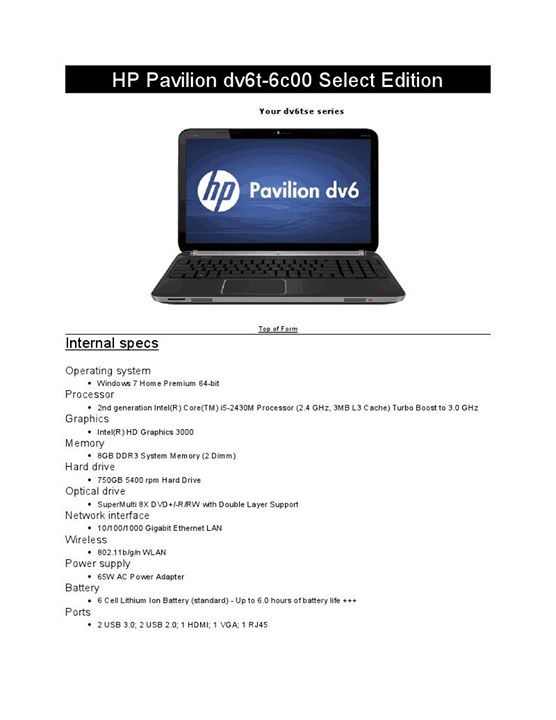 HP Pavilion dv6t-6c00 Select Edition
Your dv6tse series
hp Pavilion dv6
Top of Form
Internal specs
Operating system
• Windows 7 Home Premium 64-bit
Processor
• 2nd generation Intel(R) Core(TM) i5-2430M Processor (2.4 GHz, 3MB L3 Cache) Turbo Boost to 3.0 GHz
Graphics
• Intel(R) HD Graphics 3000
Memory
• 8GB DDR3 System Memory (2 Dimm)
Hard drive
• 750GB 5400 rpm Hard Drive
Optical drive
• SuperMulti 8X DVD+/-R/RW with Double Layer Support
Network interface
• 10/100/1000 Gigabit Ethernet LAN
Wireless
• 802.11b/g/n WLAN
Power supply
• 65W AC Power Adapter
Battery
• 6 Cell Lithium Ion Battery (standard) - Up to 6.0 hours of battery life +++
Ports
• 2 USB 3.0; 2 USB 2.0; 1 HDMI; 1 VGA; 1 RJ45